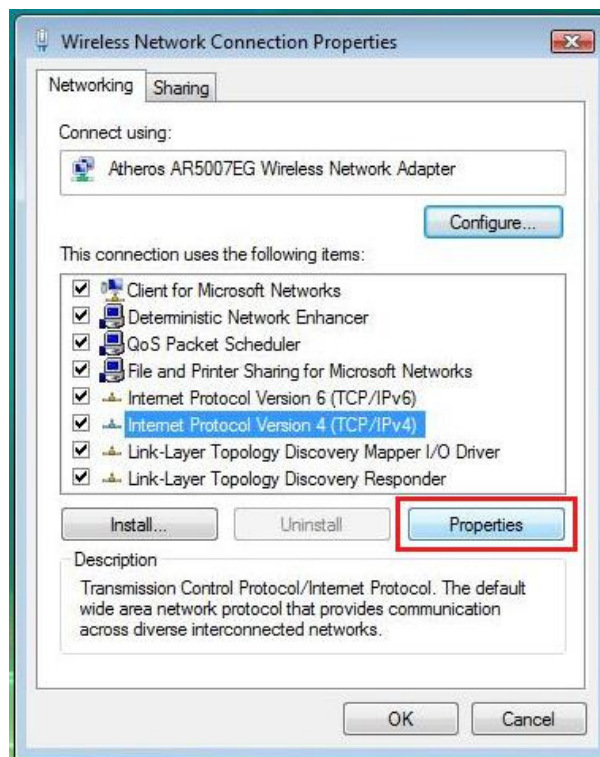 Wireless Network Connection Properties
Networking
Sharing
Connect using:
Atheros AR5007EG Wireless Network Adapter
Configure...
This connection uses the following items:
Client for Microsoft Networks
Deterministic Network Enhancer
QoS Packet Scheduler
File and Printer Sharing for Microsoft Networks
Internet Protocol Version 6 (TCP/IPv6)
Internet Protocol Version 4 (TCP/IPv4)
Link-Layer Topology Discovery Mapper I/O Driver
Link-Layer Topology Discovery Responder
Install...
Uninstall
Properties
Description
Transmission Control Protocol/Internet Protocol. The default
wide area network protocol that provides communication
across diverse interconnected networks.
OK
Cancel